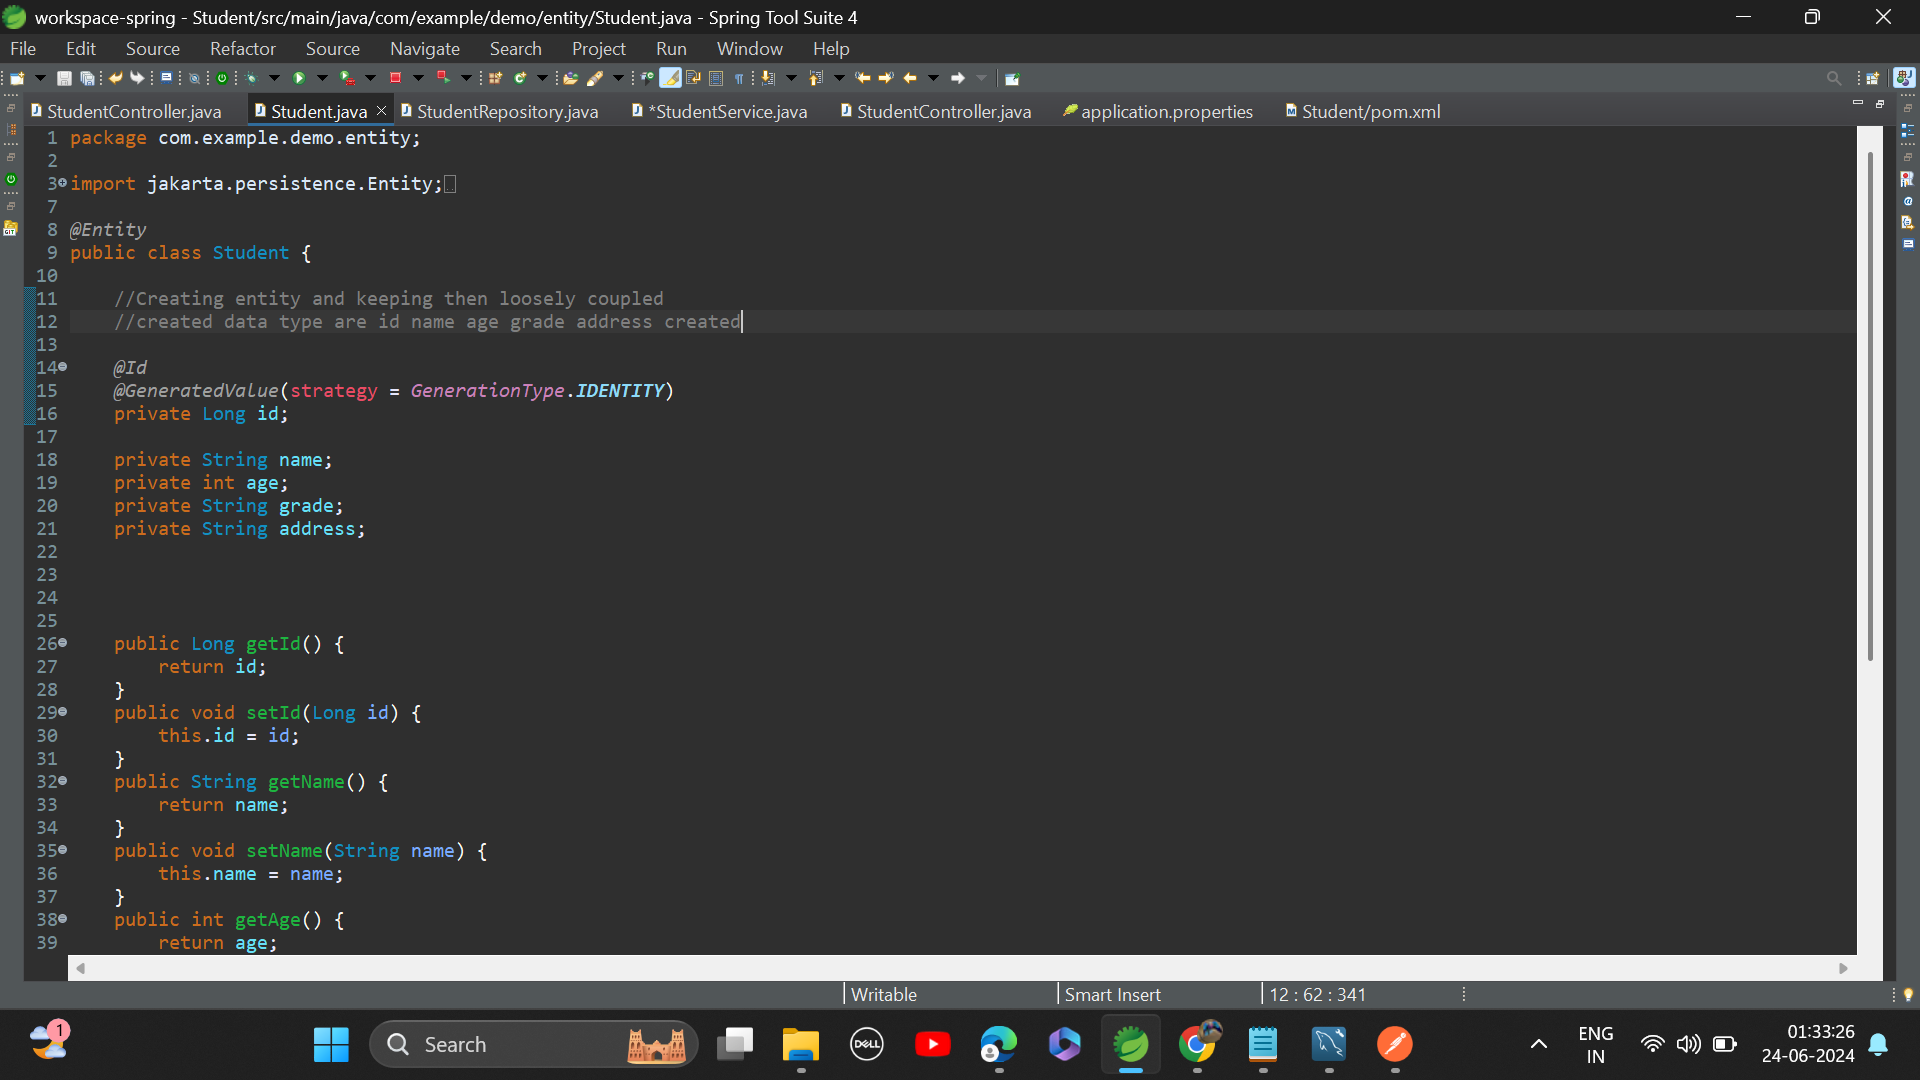 workspace-spring - Student/src/main/java/com/example/demo/entity/Student.java - Spring Tool Suite 4
File Edit Source Refactor Source Navigate Search Project Run Window Help
StudentController.java Student.java StudentRepository.java *StudentService.java StudentController.java application.properties Student/pom.xml
1 package com.example.demo.entity;
2
3 import jakarta.persistence.Entity;
7
8 @Entity
9 public class Student {
10
11 //Creating entity and keeping then loosely coupled
12 //created data type are id name age grade address created
13
14 @Id
15 @GeneratedValue(strategy = GenerationType.IDENTITY)
16 private Long id;
17
18 private String name;
19 private int age;
20 private String grade;
21 private String address;
22
23
24
25
26 public Long getId() {
27 return id;
28 }
29 public void setId(Long id) {
30 this.id = id;
31 }
32 public String getName() {
33 return name;
34 }
35 public void setName(String name) {
36 this.name = name;
37 }
38 public int getAge() {
39 return age;
Writable Smart Insert 12 : 62 : 341
1 Search DELL ENG 01:33:26
IN 24-06-2024